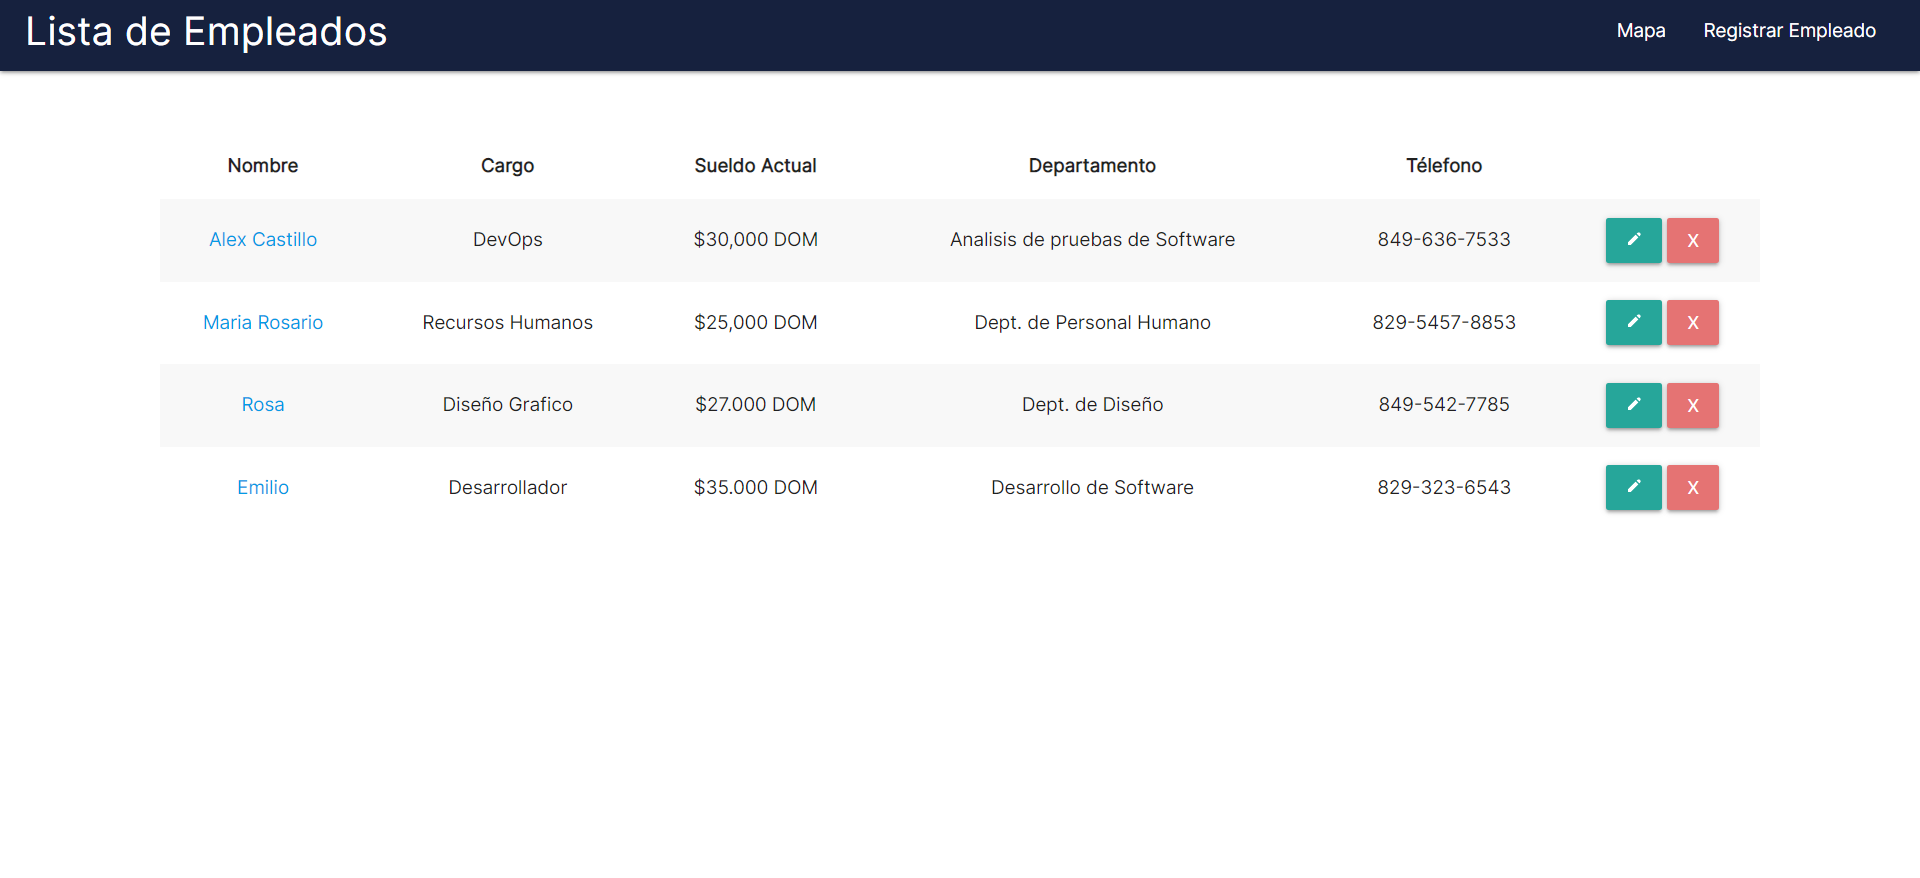 Lista de Empleados Mapa Registrar Empleado
Nombre Cargo Sueldo Actual Departamento Télefono
Alex Castillo DevOps $30,000 DOM Analisis de pruebas de Software 849-636-7533 X
Maria Rosario Recursos Humanos $25,000 DOM Dept. de Personal Humano 829-5457-8853 X
Rosa Diseño Grafico $27.000 DOM Dept. de Diseño 849-542-7785 X
Emilio Desarrollador $35.000 DOM Desarrollo de Software 829-323-6543 X